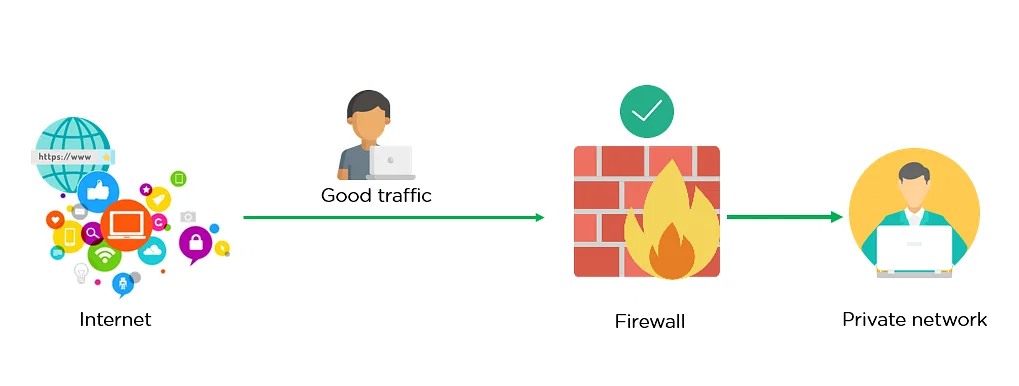 https://www
Good traffic
Internet
Firewall
Private network